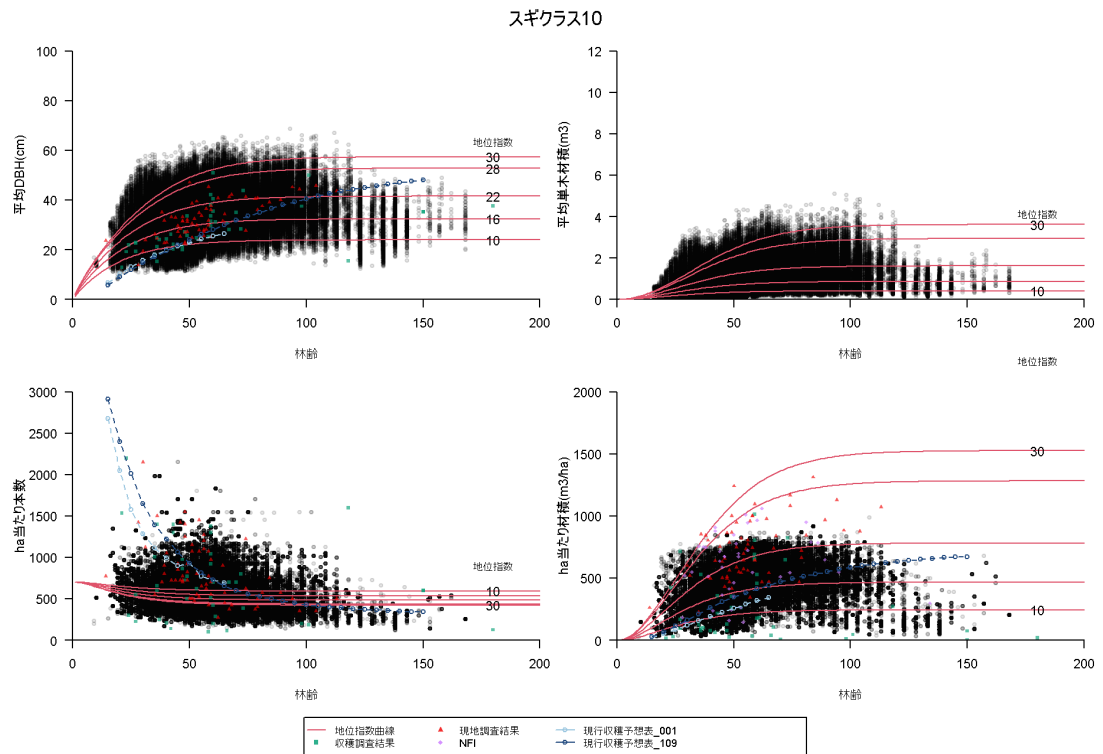 スギクラス10
平均DBH(cm)
100
80
60
40
20
0
地位指数
30
28
22
16
10
0
50
100
150
200
林齢
平均単木材積(m3)
12
10
8
6
4
2
0
地位指数
30
10
0
50
100
150
200
林齢
ha当たり本数
3000
2500
2000
1500
1000
500
0
地位指数
10
30
0
50
100
150
200
林齢
地位指数
ha当たり材積(m3/ha)
2000
1500
1000
500
0
30
10
0
50
100
150
200
林齢
地位指数曲線
収穫調査結果
現地調査結果
NFI
現行収穫予想表_001
現行収穫予想表_109